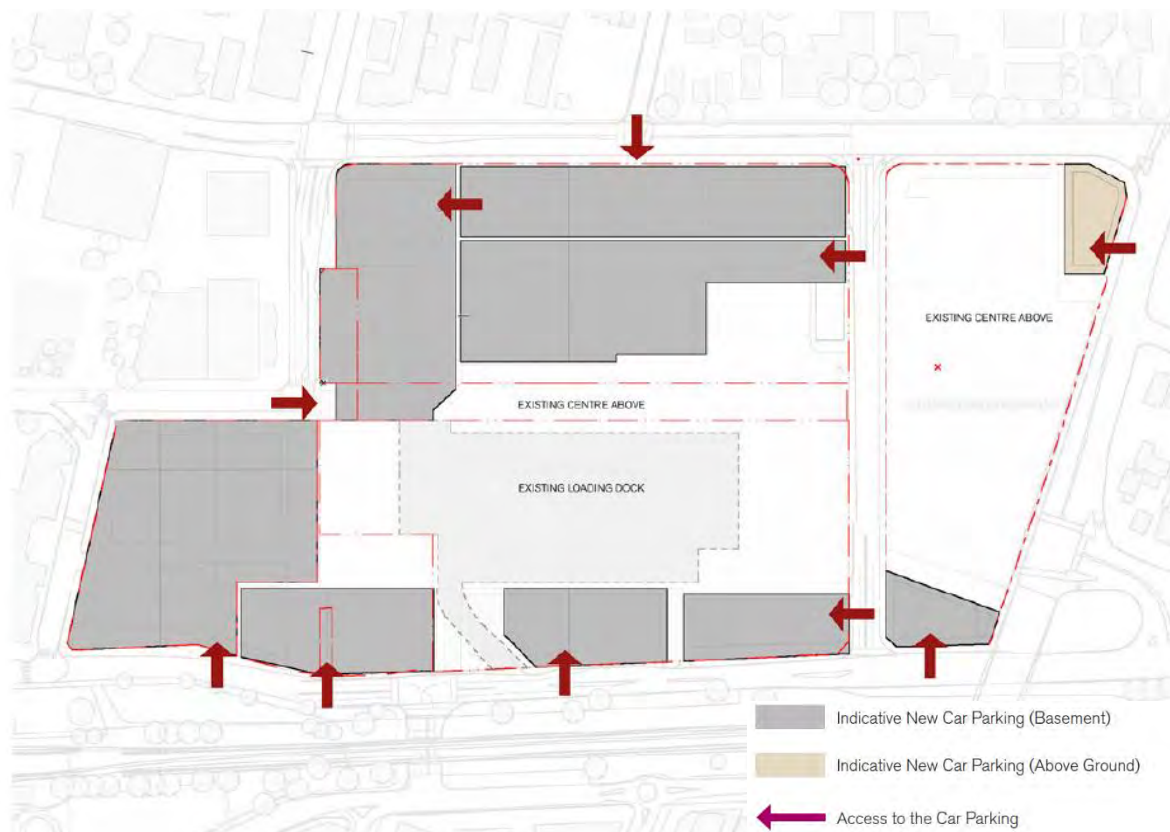 EXISTING CENTRE ABOVE
EXISTING CENTRE ABOVE
EXISTING LOADING DOCK
Indicative New Car Parking (Basement)
Indicative New Car Parking (Above Ground)
Access to the Car Parking